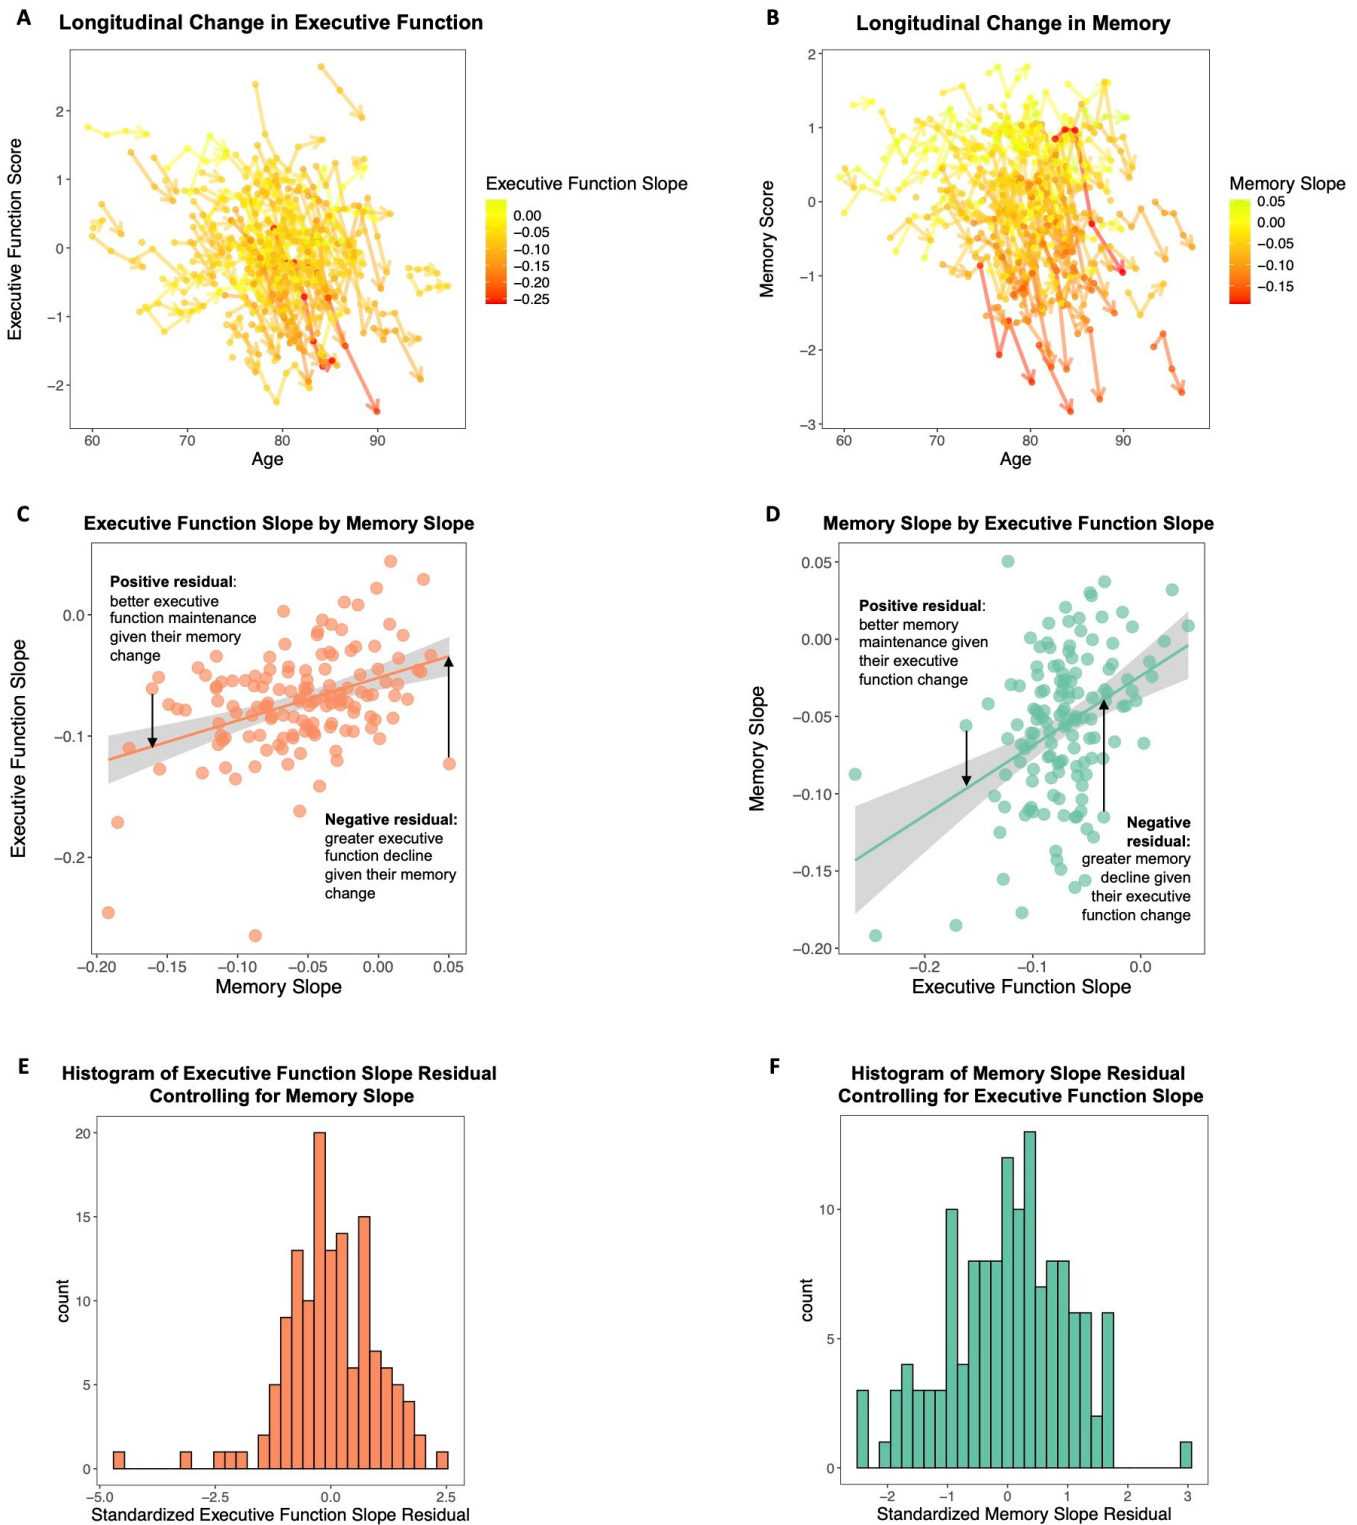 A
Longitudinal Change in Executive Function
Executive Function Score
2
1
0
−1
−2
60
70
80
90
Age
Executive Function Slope
0.00
−0.05
−0.10
−0.15
−0.20
−0.25
B
Longitudinal Change in Memory
Memory Score
2
1
0
−1
−2
−3
60
70
80
90
Age
Memory Slope
0.05
0.00
−0.05
−0.10
−0.15
C
Executive Function Slope by Memory Slope
Executive Function Slope
0.0
−0.1
−0.2
Positive residual:
better executive
function maintenance
given their memory
change
Negative residual:
greater executive
function decline
given their memory
change
−0.20
−0.15
−0.10
−0.05
0.00
0.05
Memory Slope
D
Memory Slope by Executive Function Slope
Memory Slope
0.05
0.00
−0.05
−0.10
−0.15
−0.20
Positive residual:
better memory
maintenance given
their executive
function change
Negative
residual:
greater memory
decline given
their executive
function change
−0.2
−0.1
0.0
Executive Function Slope
E
Histogram of Executive Function Slope Residual
Controlling for Memory Slope
count
20
15
10
5
0
−5.0
−2.5
0.0
2.5
Standardized Executive Function Slope Residual
F
Histogram of Memory Slope Residual
Controlling for Executive Function Slope
count
10
5
0
−2
−1
0
1
2
3
Standardized Memory Slope Residual